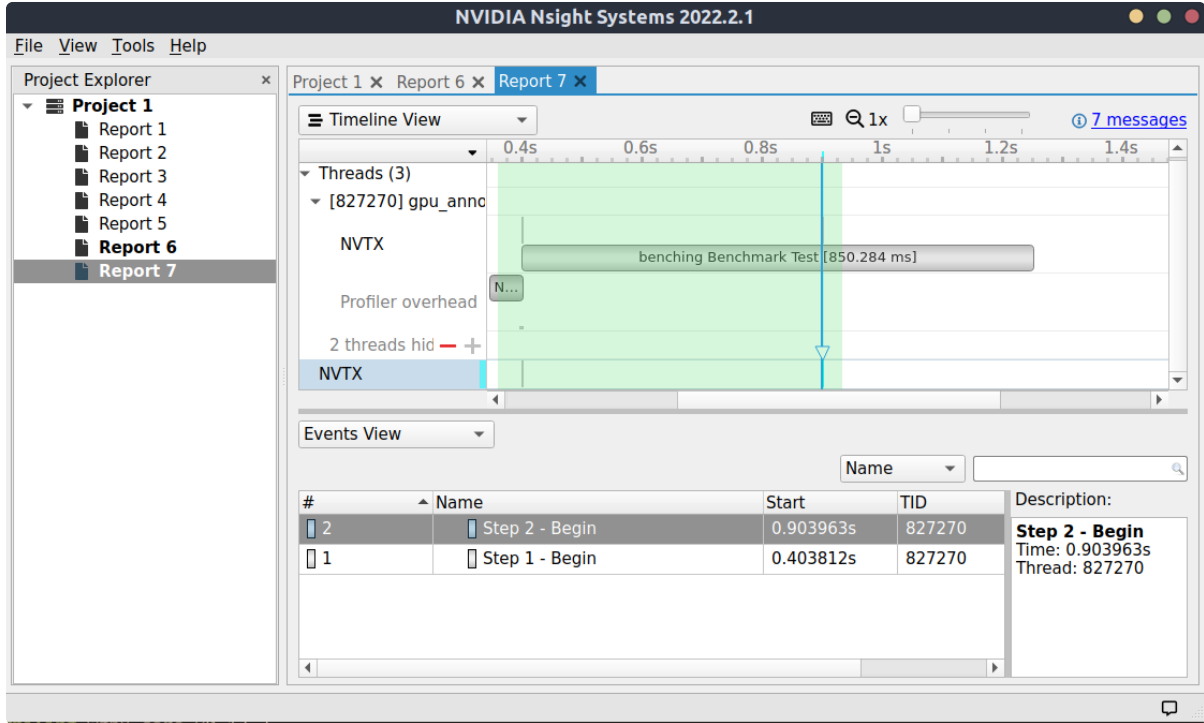 NVIDIA Nsight Systems 2022.2.1
File View Tools Help
Project Explorer ×
Project 1
Report 1
Report 2
Report 3
Report 4
Report 5
Report 6
Report 7
Project 1 Report 6 Report 7
Timeline View
1x
7 messages
0.4s 0.6s 0.8s 1s 1.2s 1.4s
Threads (3)
[827270] gpu_anno
NVTX
benching Benchmark Test [850.284 ms]
N...
Profiler overhead
2 threads hid
NVTX
Events View
Name
# Name Start TID
2 Step 2 - Begin 0.903963s 827270
1 Step 1 - Begin 0.403812s 827270
Description:
Step 2 - Begin
Time: 0.903963s
Thread: 827270